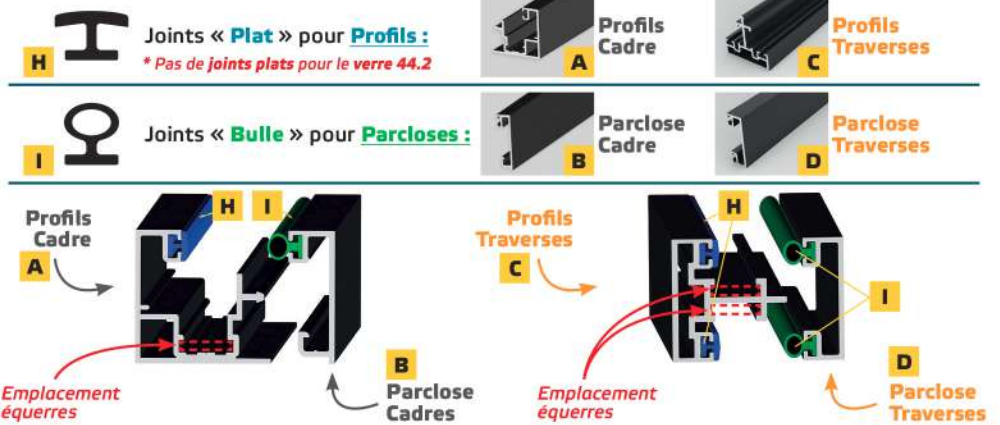 H
Joints « Plat » pour Profils :
* Pas de joints plats pour le verre 44.2
A
Profils
Cadre
C
Profils
Traverses
I
Joints « Bulle » pour Parcloses :
B
Parclose
Cadre
D
Parclose
Traverses
Profils
Cadre
A
H
I
Emplacement
équerres
B
Parclose
Cadres
Profils
Traverses
C
H
I
Emplacement
équerres
D
Parclose
Traverses